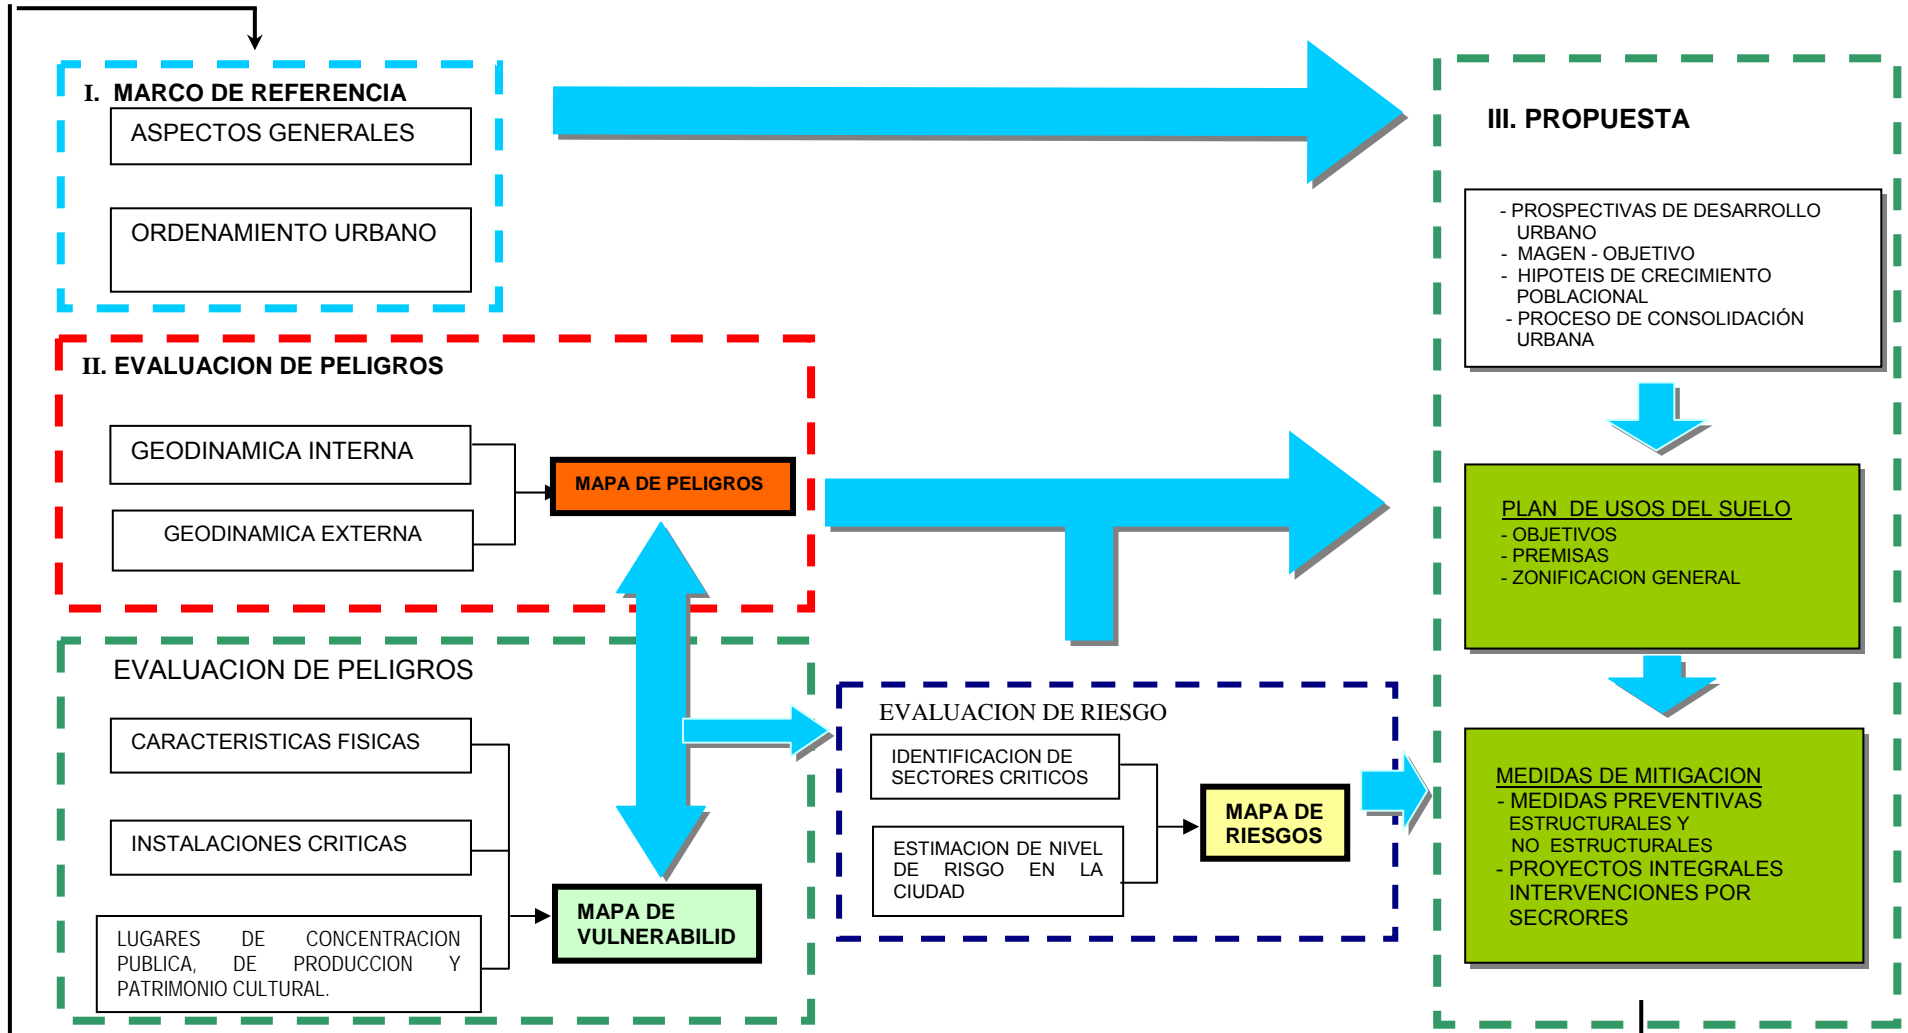 I. MARCO DE REFERENCIA
ASPECTOS GENERALES
ORDENAMIENTO URBANO
II. EVALUACION DE PELIGROS
GEODINAMICA INTERNA
GEODINAMICA EXTERNA
MAPA DE PELIGROS
EVALUACION DE PELIGROS
CARACTERISTICAS FISICAS
INSTALACIONES CRITICAS
LUGARES DE CONCENTRACION
PUBLICA, DE PRODUCCION Y
PATRIMONIO CULTURAL.
MAPA DE
VULNERABILID
EVALUACION DE RIESGO
IDENTIFICACION DE
SECTORES CRITICOS
ESTIMACION DE NIVEL
DE RISGO EN LA
CIUDAD
MAPA DE
RIESGOS
III. PROPUESTA
- PROSPECTIVAS DE DESARROLLO
URBANO
- MAGEN - OBJETIVO
- HIPOTEIS DE CRECIMIENTO
POBLACIONAL
- PROCESO DE CONSOLIDACIÓN
URBANA
PLAN DE USOS DEL SUELO
- OBJETIVOS
- PREMISAS
- ZONIFICACION GENERAL
MEDIDAS DE MITIGACION
- MEDIDAS PREVENTIVAS
ESTRUCTURALES Y
NO ESTRUCTURALES
- PROYECTOS INTEGRALES
INTERVENCIONES POR
SECRORES